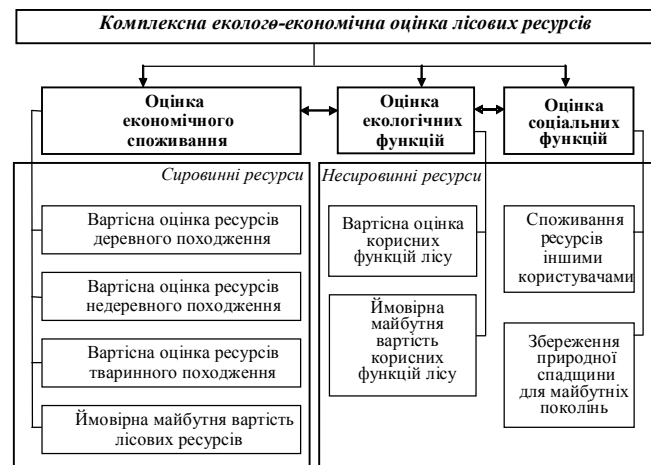 Комплексна еколого-економічна оцінка лісових ресурсів
Оцінка
економічного
споживання
Оцінка
екологічних
функцій
Оцінка
соціальних
функцій
Сировинні ресурси
Вартісна оцінка ресурсів
деревного походження
Вартісна оцінка ресурсів
недеревного походження
Вартісна оцінка ресурсів
тваринного походження
Ймовірна майбутня вартість
лісових ресурсів
Несировинні ресурси
Вартісна оцінка
корисних
функцій лісу
Ймовірна
майбутня
вартість
корисних
функцій лісу
Споживання
ресурсів
іншими
користувачами
Збереження
природної
спадщини
для майбутніх
поколінь